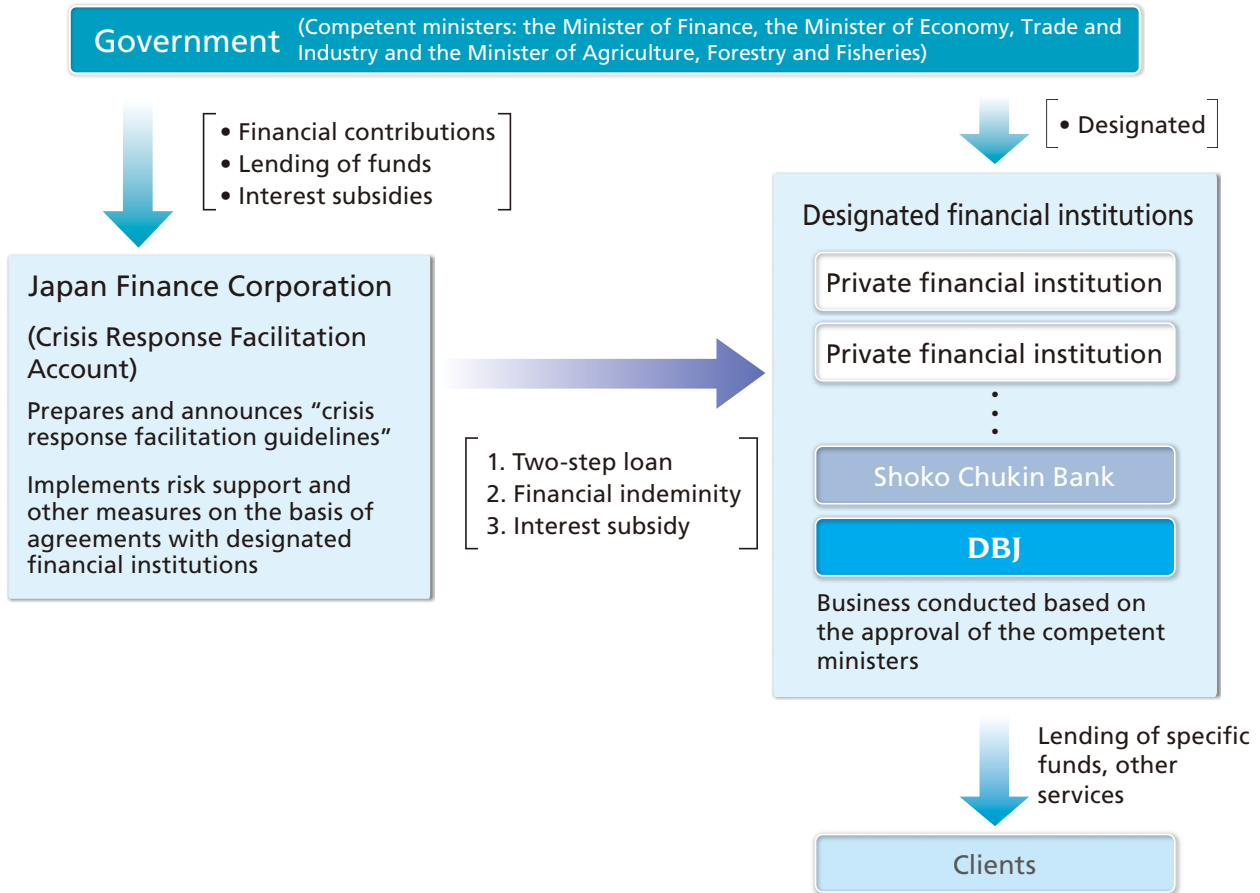 Government (Competent ministers: the Minister of Finance, the Minister of Economy, Trade and
Industry and the Minister of Agriculture, Forestry and Fisheries)
• Financial contributions
• Lending of funds
• Interest subsidies
• Designated
Japan Finance Corporation
(Crisis Response Facilitation
Account)
Prepares and announces “crisis
response facilitation guidelines”
Implements risk support and
other measures on the basis of
agreements with designated
financial institutions
1. Two-step loan
2. Financial indeminity
3. Interest subsidy
Designated financial institutions
Private financial institution
Private financial institution
Shoko Chukin Bank
DBJ
Business conducted based on
the approval of the competent
ministers
Lending of specific
funds, other
services
Clients